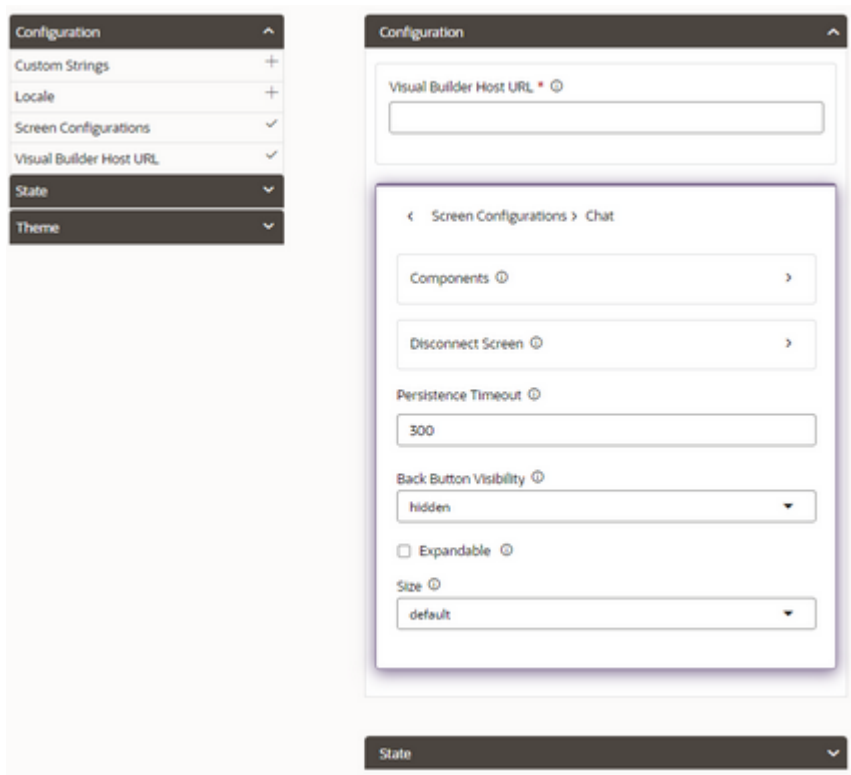 Configuration
Custom Strings
Locale
Screen Configurations
Visual Builder Host URL
State
Theme
Configuration
Visual Builder Host URL *
Screen Configurations > Chat
Components
Disconnect Screen
Persistence Timeout
300
Back Button Visibility
hidden
Expandable
Size
default
State